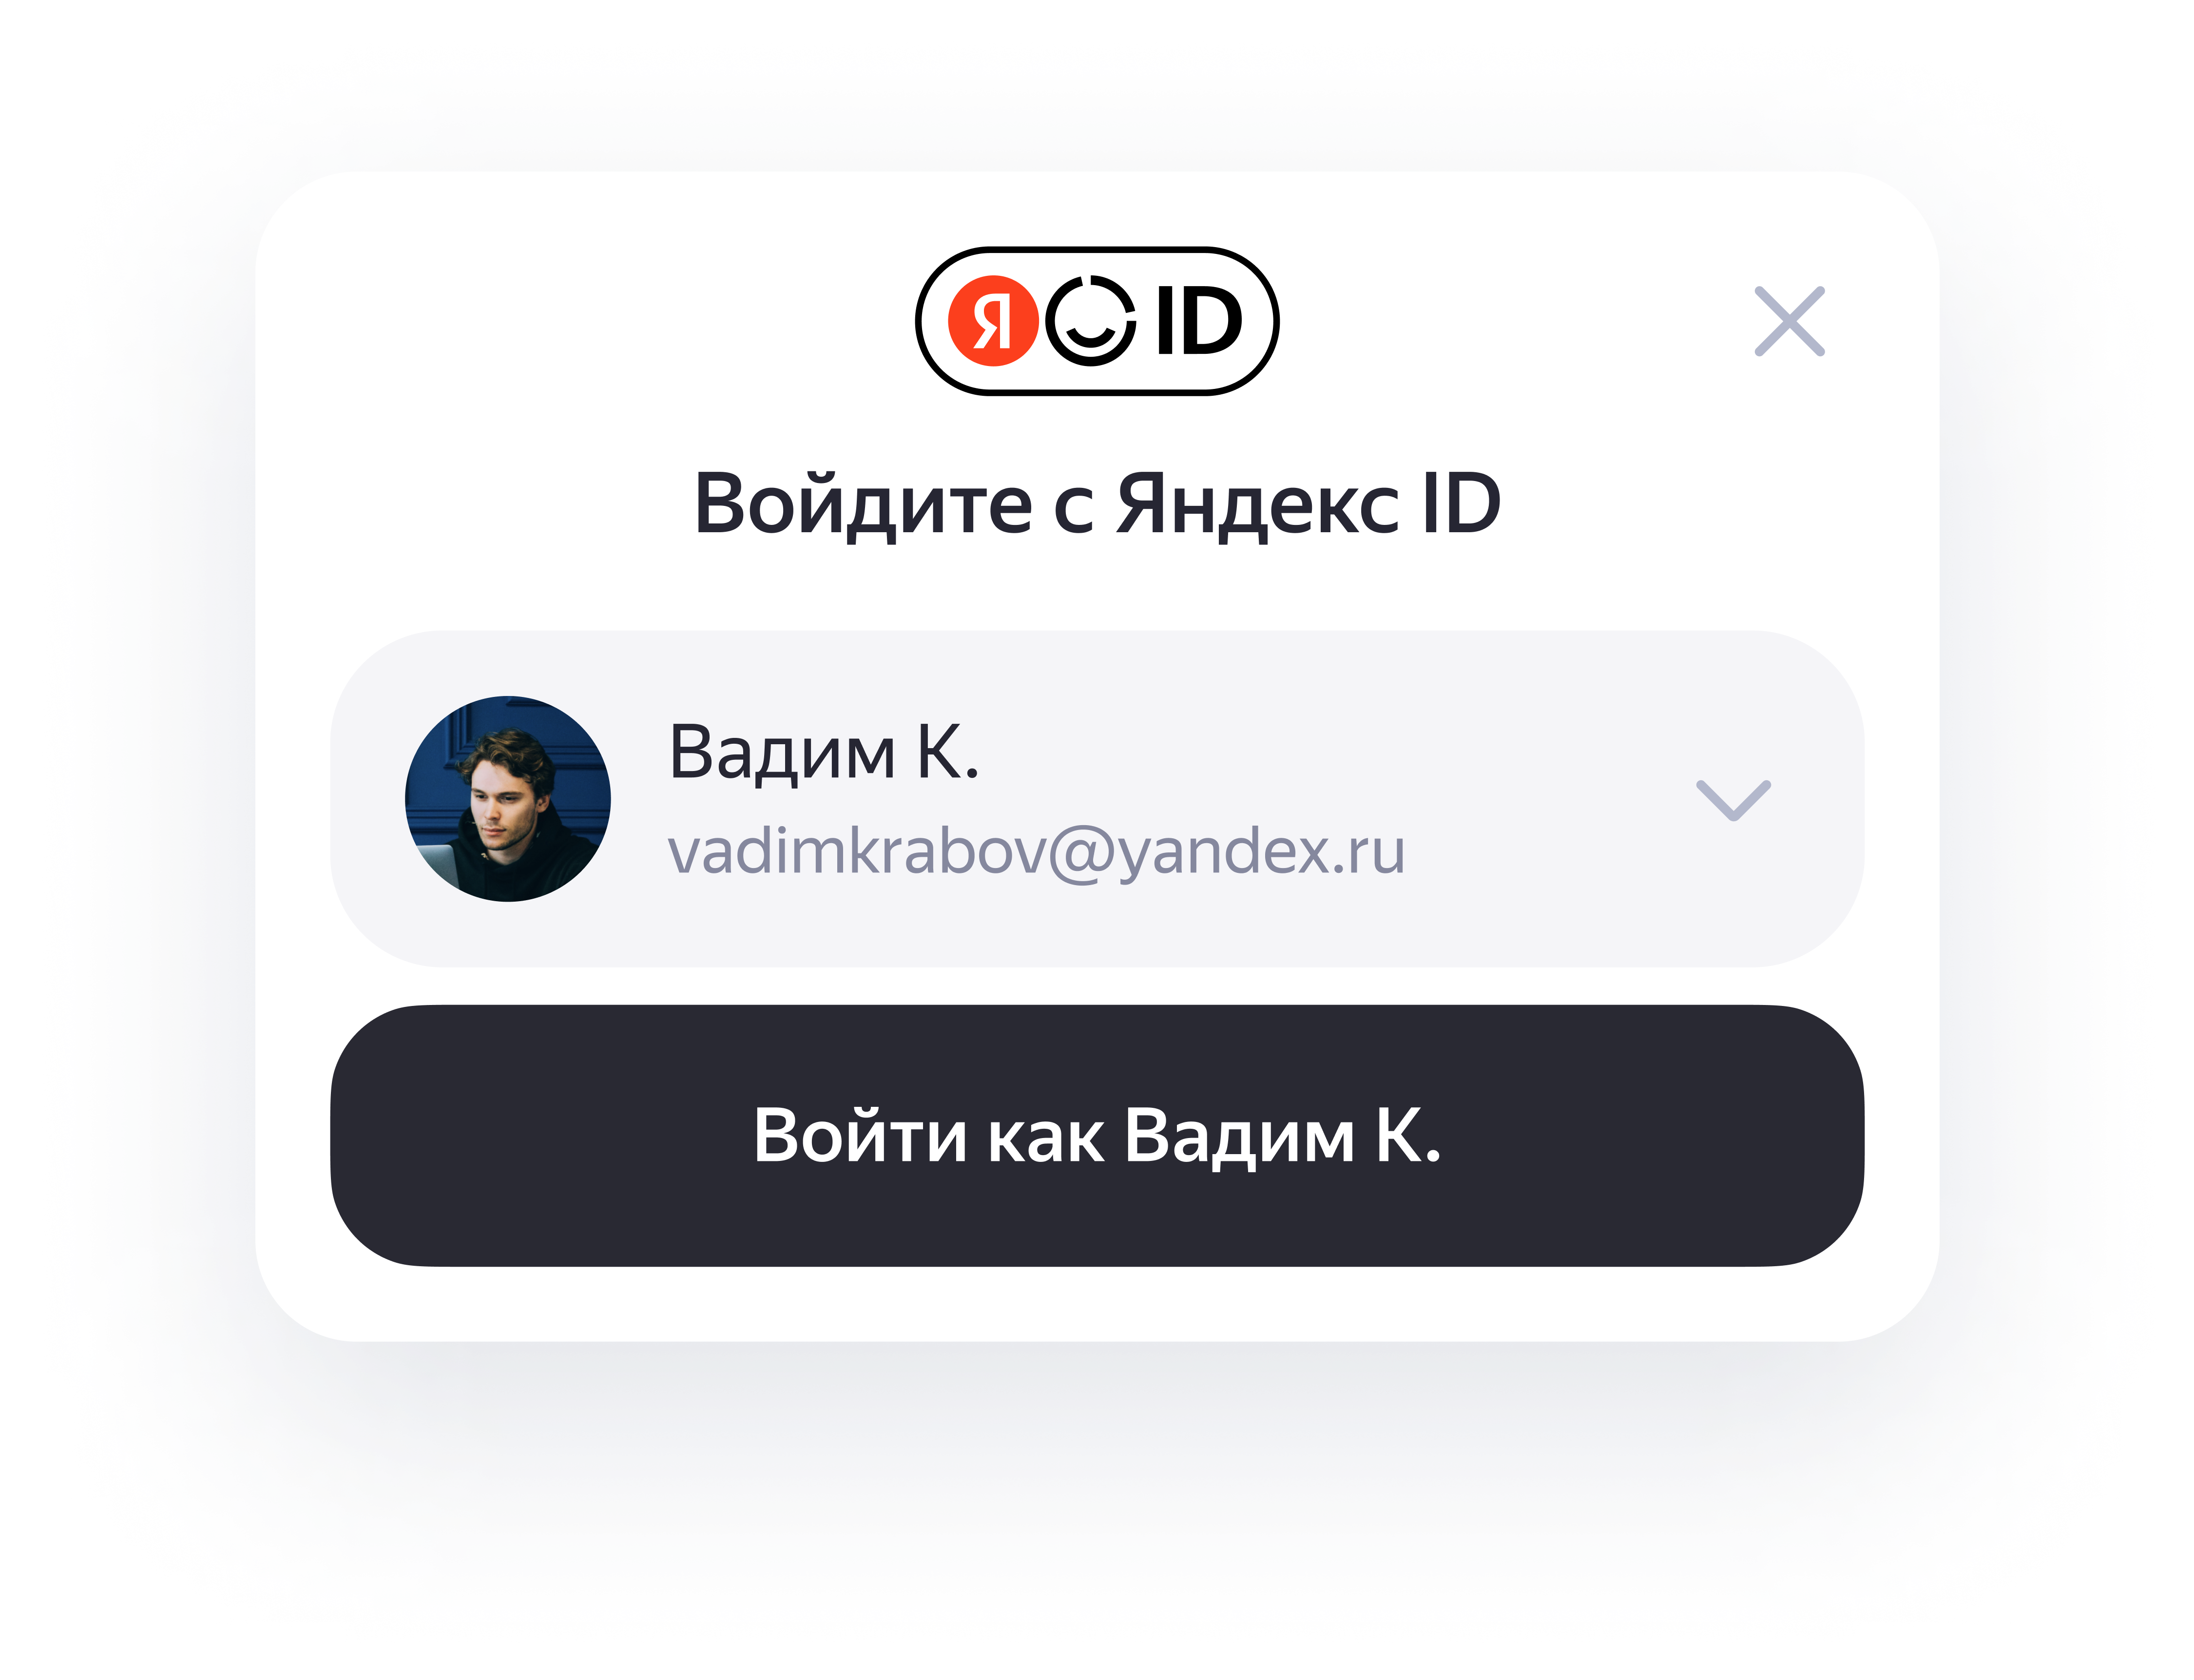 Я ID
Войдите с Яндекс ID
Вадим К.
vadimkrabov@yandex.ru
Войти как Вадим К.